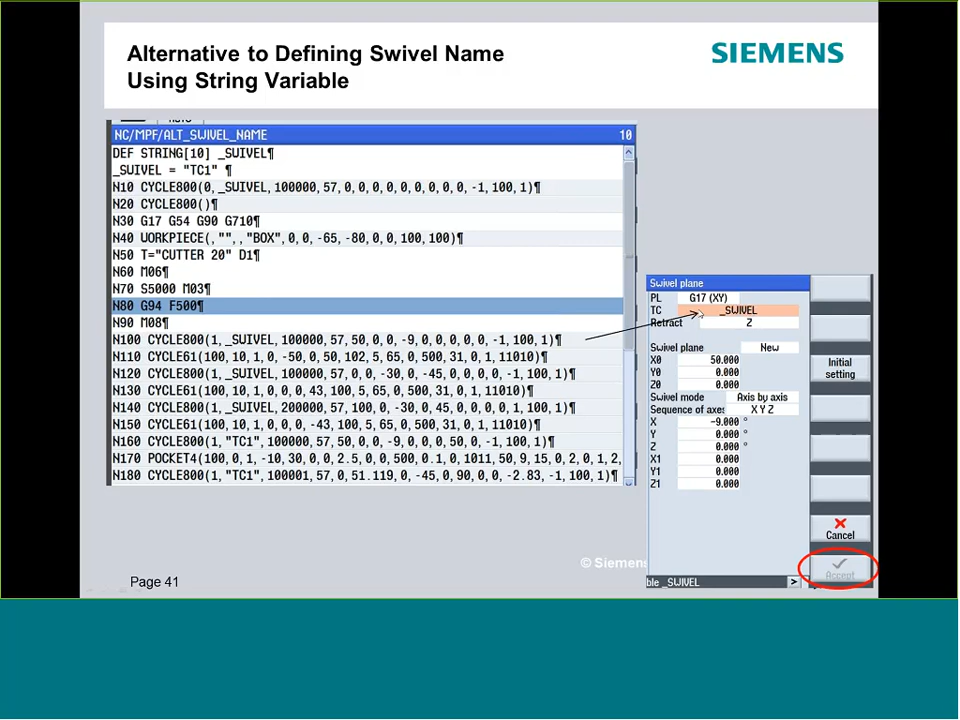 Alternative to Defining Swivel Name
Using String Variable
SIEMENS
NC/MPF/ALT_SWIVEL_NAME 10
DEF STRING[10] _SWIVEL¶
_SWIVEL = "TC1" ¶
N10 CYCLE800(0,_SWIVEL,100000,57,0,0,0,0,0,0,0,0,0,-1,100,1)¶
N20 CYCLE800()¶
N30 G17 G54 G90 G710¶
N40 WORKPIECE(,"",,"BOX",0,0,-65,-80,0,0,100,100)¶
N50 T="CUTTER 20" D1¶
N60 M06¶
N70 S5000 M03¶
N80 G94 F500¶
N90 M08¶
N100 CYCLE800(1,_SWIVEL,100000,57,50,0,0,-9,0,0,0,0,0,-1,100,1)¶
N110 CYCLE61(100,10,1,0,-50,0,50,102,5,65,0,500,31,0,1,11010)¶
N120 CYCLE800(1,_SWIVEL,100000,57,0,0,-30,0,-45,0,0,0,0,-1,100,1)¶
N130 CYCLE61(100,10,1,0,0,0,43,100,5,65,0,500,31,0,1,11010)¶
N140 CYCLE800(1,_SWIVEL,200000,57,100,0,-30,0,45,0,0,0,0,1,100,1)¶
N150 CYCLE61(100,10,1,0,0,0,-43,100,5,65,0,500,31,0,1,11010)¶
N160 CYCLE800(1,"TC1",100000,57,50,0,0,-9,0,0,0,50,0,-1,100,1)¶
N170 POCKET4(100,0,1,-10,30,0,0,2.5,0,0,500,0.1,0,1011,50,9,15,0,2,0,1,2,
N180 CYCLE800(1,"TC1",100001,57,0,51.119,0,-45,0,90,0,0,-2.83,-1,100,1)¶
Swivel plane
PL G17 (XY)
TC _SWIVEL
Retract Z
Swivel plane New
X0 50.000
Y0 0.000
Z0 0.000
Swivel mode Axis by axis
Sequence of axes X Y Z
X -9.000 °
Y 0.000 °
Z 0.000 °
X1 0.000
Y1 0.000
Z1 0.000
Initial
setting
Cancel
Accept
ble _SWIVEL >
© Siemens
Page 41